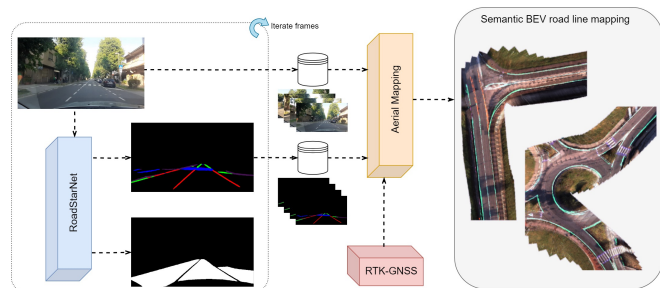 Iterate frames
Semantic BEV road line mapping
Aerial Mapping
RoadStarNet
RTK-GNSS